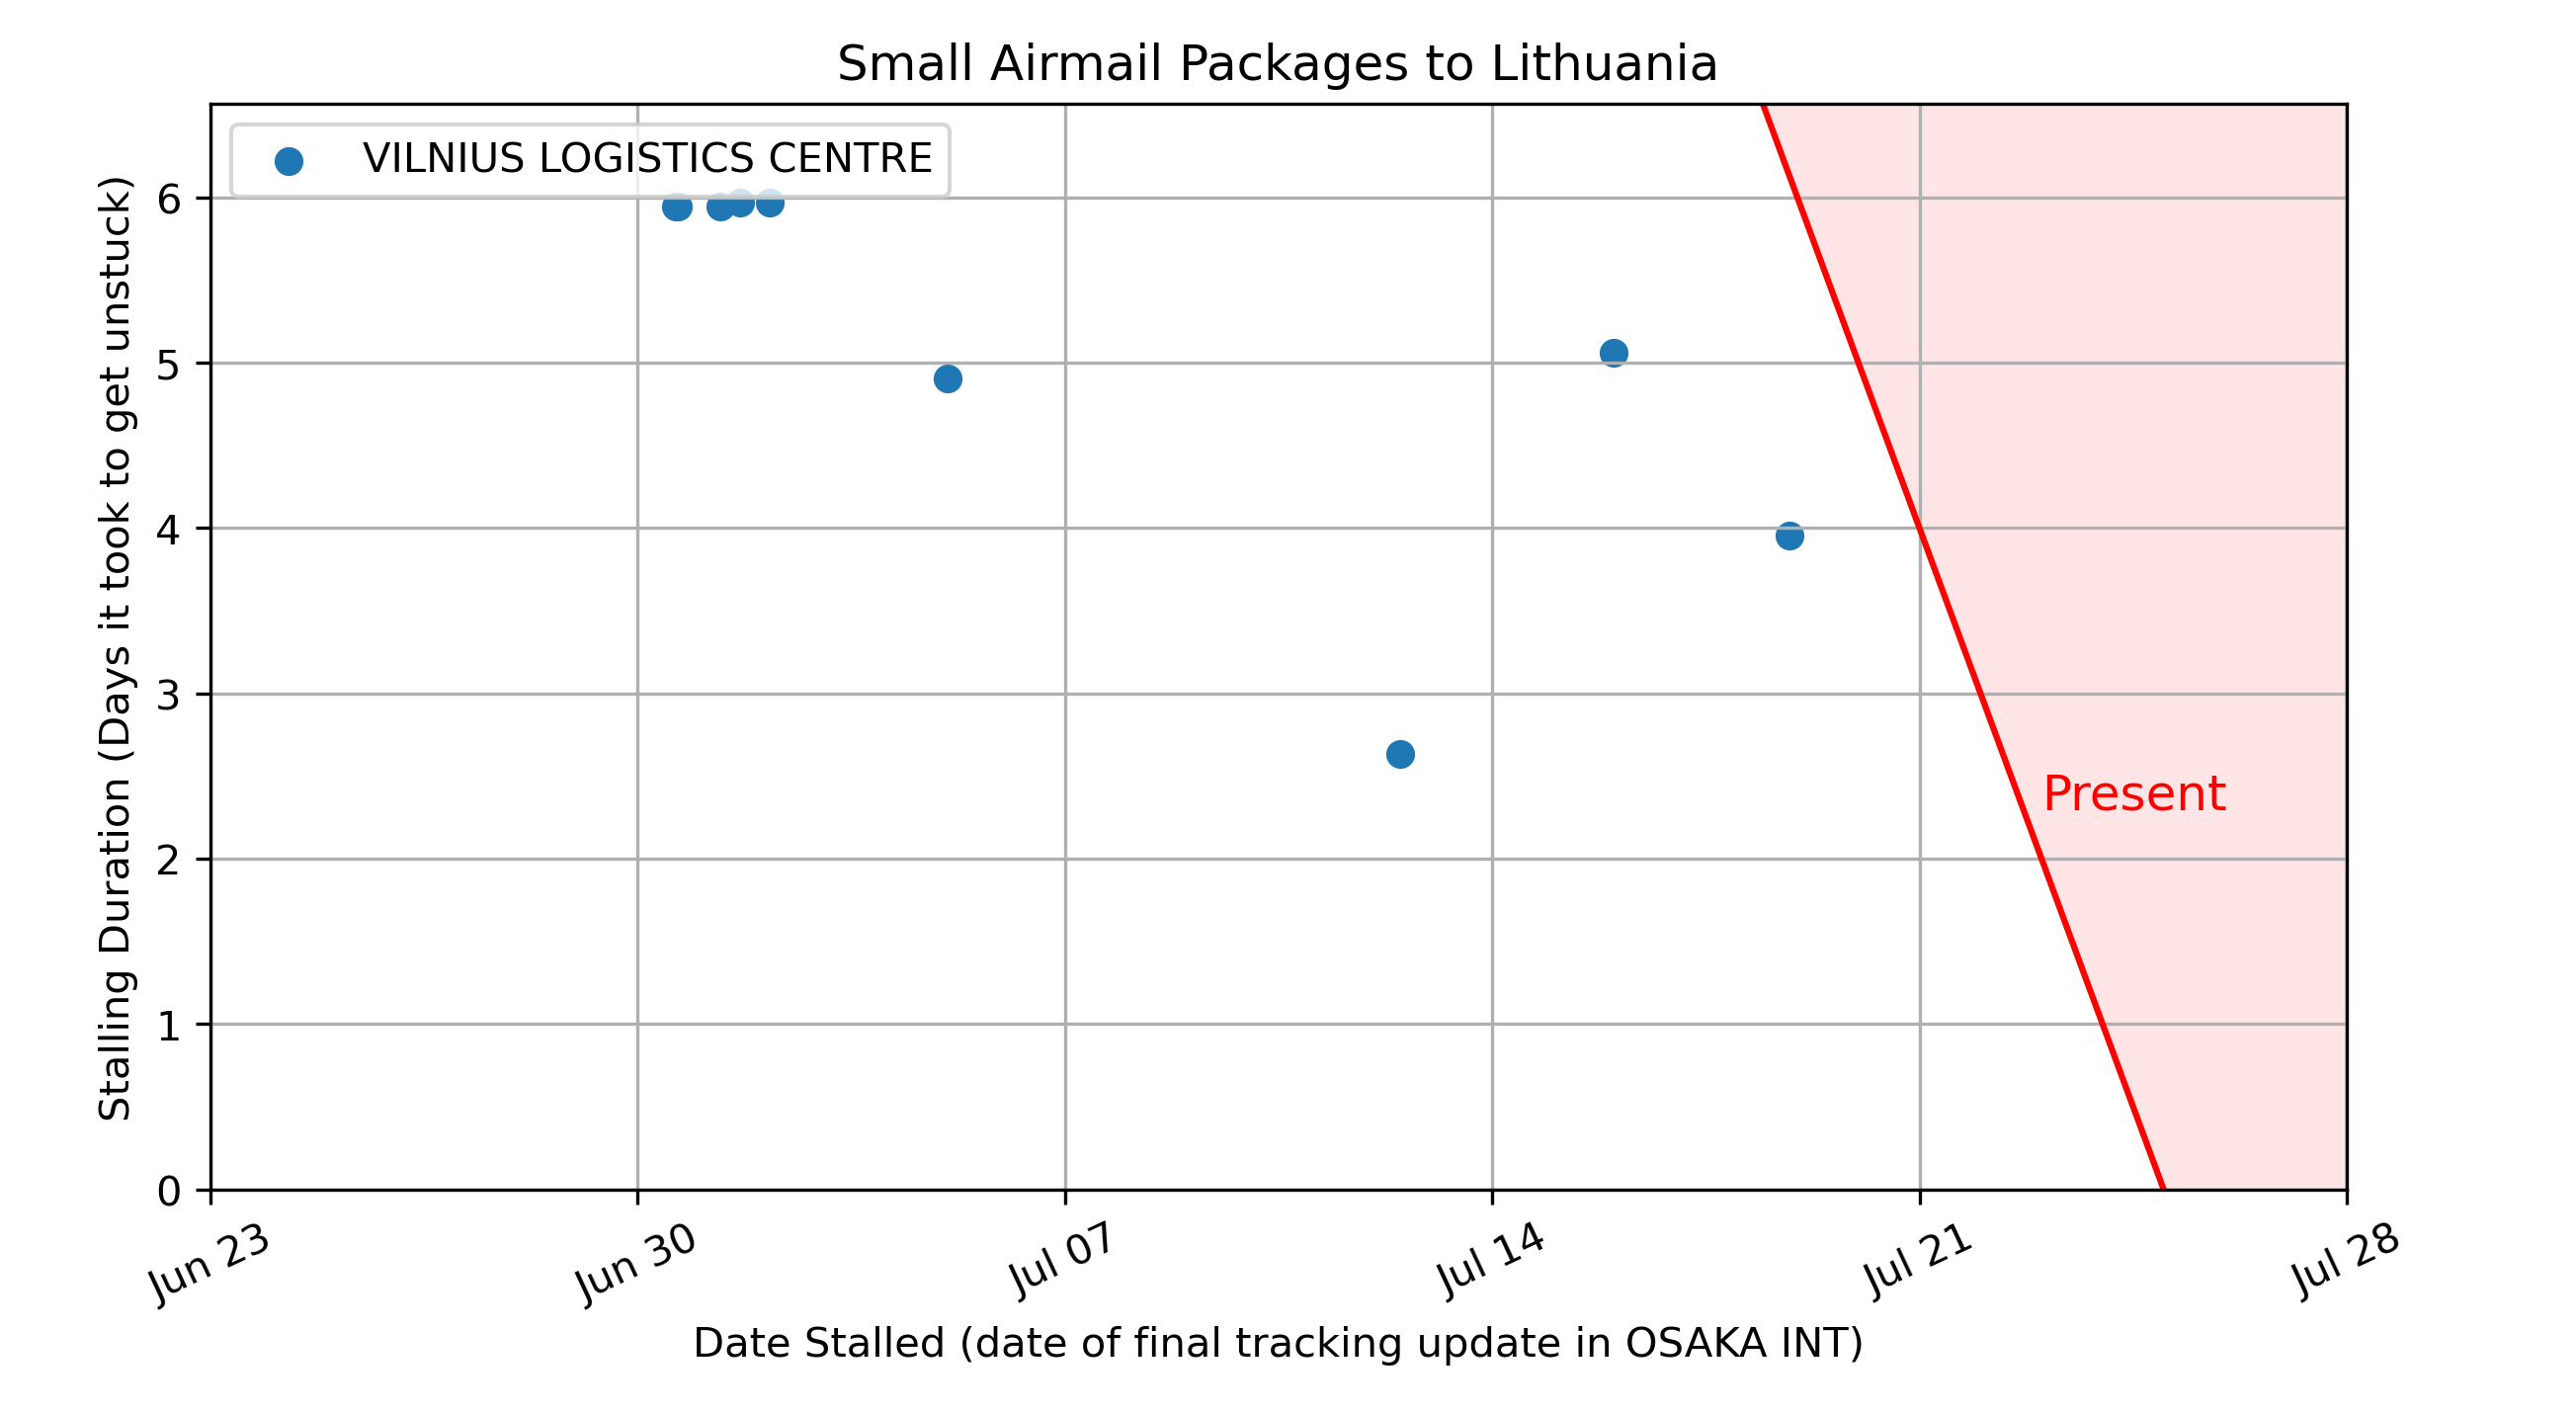 Small Airmail Packages to Lithuania
VILNIUS LOGISTICS CENTRE
Stalling Duration (Days it took to get unstuck)
6
5
4
3
2
1
0
Present
Jun 23
Jun 30
Jul 07
Jul 14
Jul 21
Jul 28
Date Stalled (date of final tracking update in OSAKA INT)